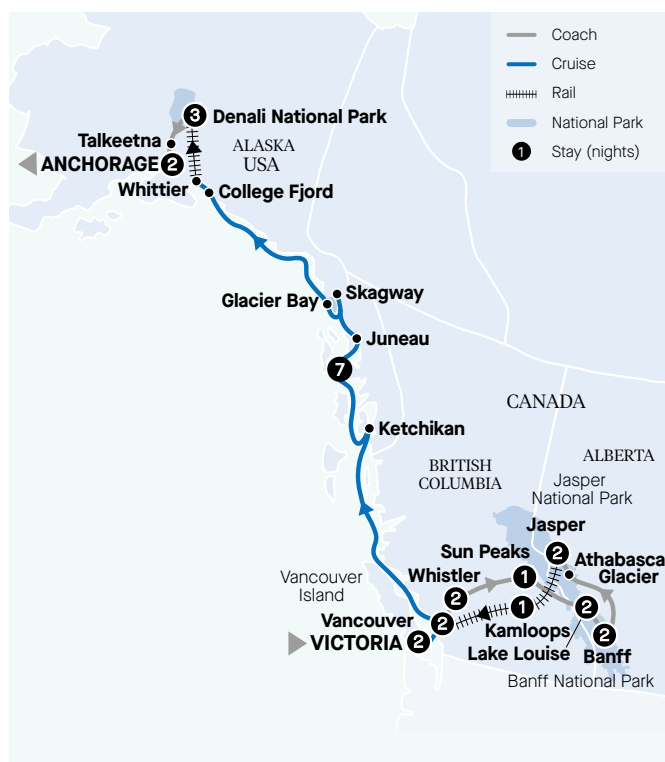 Coach
Cruise
Rail
National Park
1 Stay (nights)
3 Denali National Park
Talkeetna
ALASKA
USA
ANCHORAGE 2
Whittier
College Fjord
Skagway
Glacier Bay
Juneau
7
CANADA
Ketchikan
ALBERTA
BRITISH
COLUMBIA
Jasper
National Park
Jasper
2
Sun Peaks
1
Athabasca
Glacier
Whistler
2
Vancouver
Island
Vancouver
2
1
Kamloops
2
VICTORIA 2
Lake Louise
2
Banff
Banff National Park